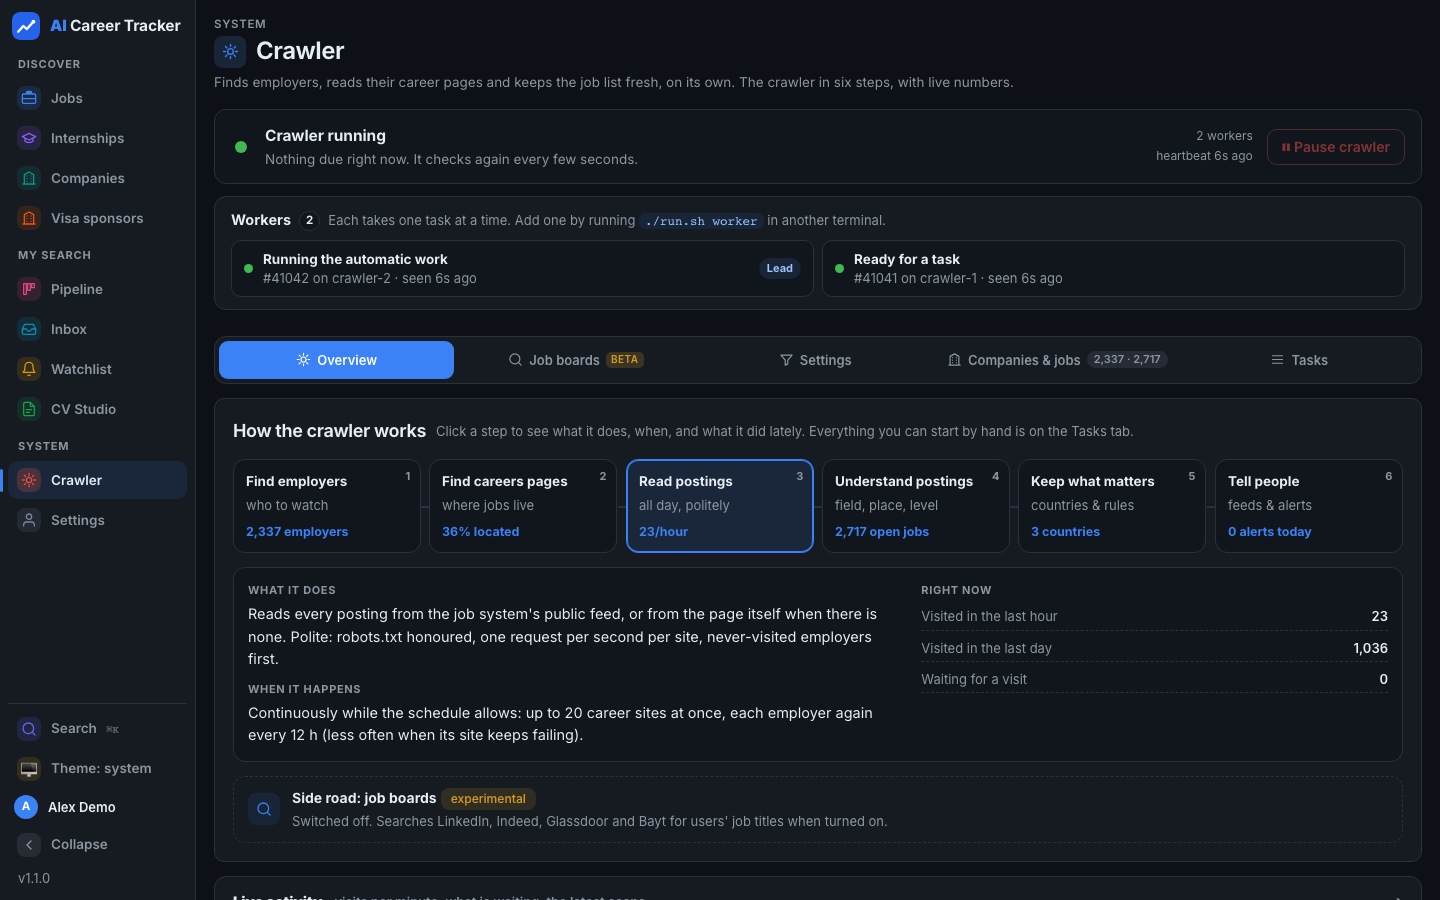 AI Career Tracker
DISCOVER
Jobs
Internships
Companies
Visa sponsors
MY SEARCH
Pipeline
Inbox
Watchlist
CV Studio
SYSTEM
Crawler
Settings
Search ⌘K
Theme: system
A Alex Demo
Collapse
v1.1.0
SYSTEM
Crawler
Finds employers, reads their career pages and keeps the job list fresh, on its own. The crawler in six steps, with live numbers.
Crawler running
Nothing due right now. It checks again every few seconds.
2 workers
heartbeat 6s ago
Pause crawler
Workers 2 Each takes one task at a time. Add one by running ./run.sh worker in another terminal.
Running the automatic work
#41042 on crawler-2 · seen 6s ago
Lead
Ready for a task
#41041 on crawler-1 · seen 6s ago
Overview
Job boards BETA
Settings
Companies & jobs 2,337 · 2,717
Tasks
How the crawler works Click a step to see what it does, when, and what it did lately. Everything you can start by hand is on the Tasks tab.
Find employers 1
who to watch
2,337 employers
Find careers pages 2
where jobs live
36% located
Read postings 3
all day, politely
23/hour
Understand postings 4
field, place, level
2,717 open jobs
Keep what matters 5
countries & rules
3 countries
Tell people 6
feeds & alerts
0 alerts today
WHAT IT DOES
Reads every posting from the job system's public feed, or from the page itself when there is
none. Polite: robots.txt honoured, one request per second per site, never-visited employers
first.
WHEN IT HAPPENS
Continuously while the schedule allows: up to 20 career sites at once, each employer again
every 12 h (less often when its site keeps failing).
RIGHT NOW
Visited in the last hour 23
Visited in the last day 1,036
Waiting for a visit 0
Side road: job boards experimental
Switched off. Searches LinkedIn, Indeed, Glassdoor and Bayt for users' job titles when turned on.
Live activity visits per minute, what is waiting, the latest scans